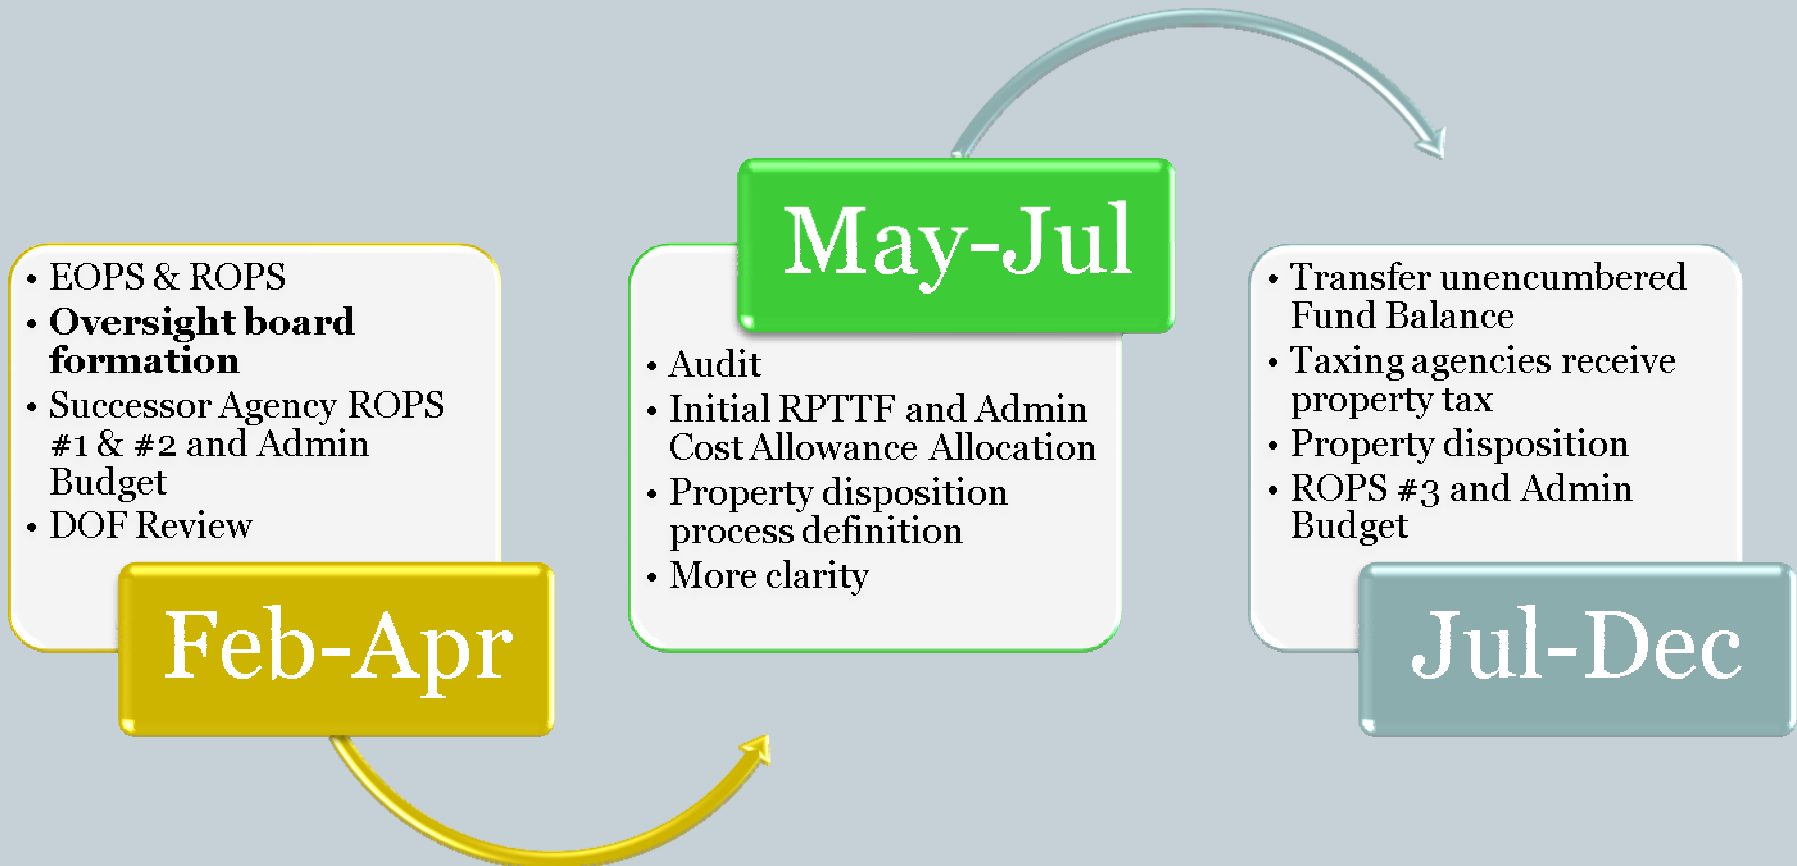 • EOPS & ROPS
• Oversight board
formation
• Successor Agency ROPS
#1 & #2 and Admin
Budget
• DOF Review
Feb-Apr
May-Jul
• Audit
• Initial RPTTF and Admin
Cost Allowance Allocation
• Property disposition
process definition
• More clarity
• Transfer unencumbered
Fund Balance
• Taxing agencies receive
property tax
• Property disposition
• ROPS #3 and Admin
Budget
Jul-Dec